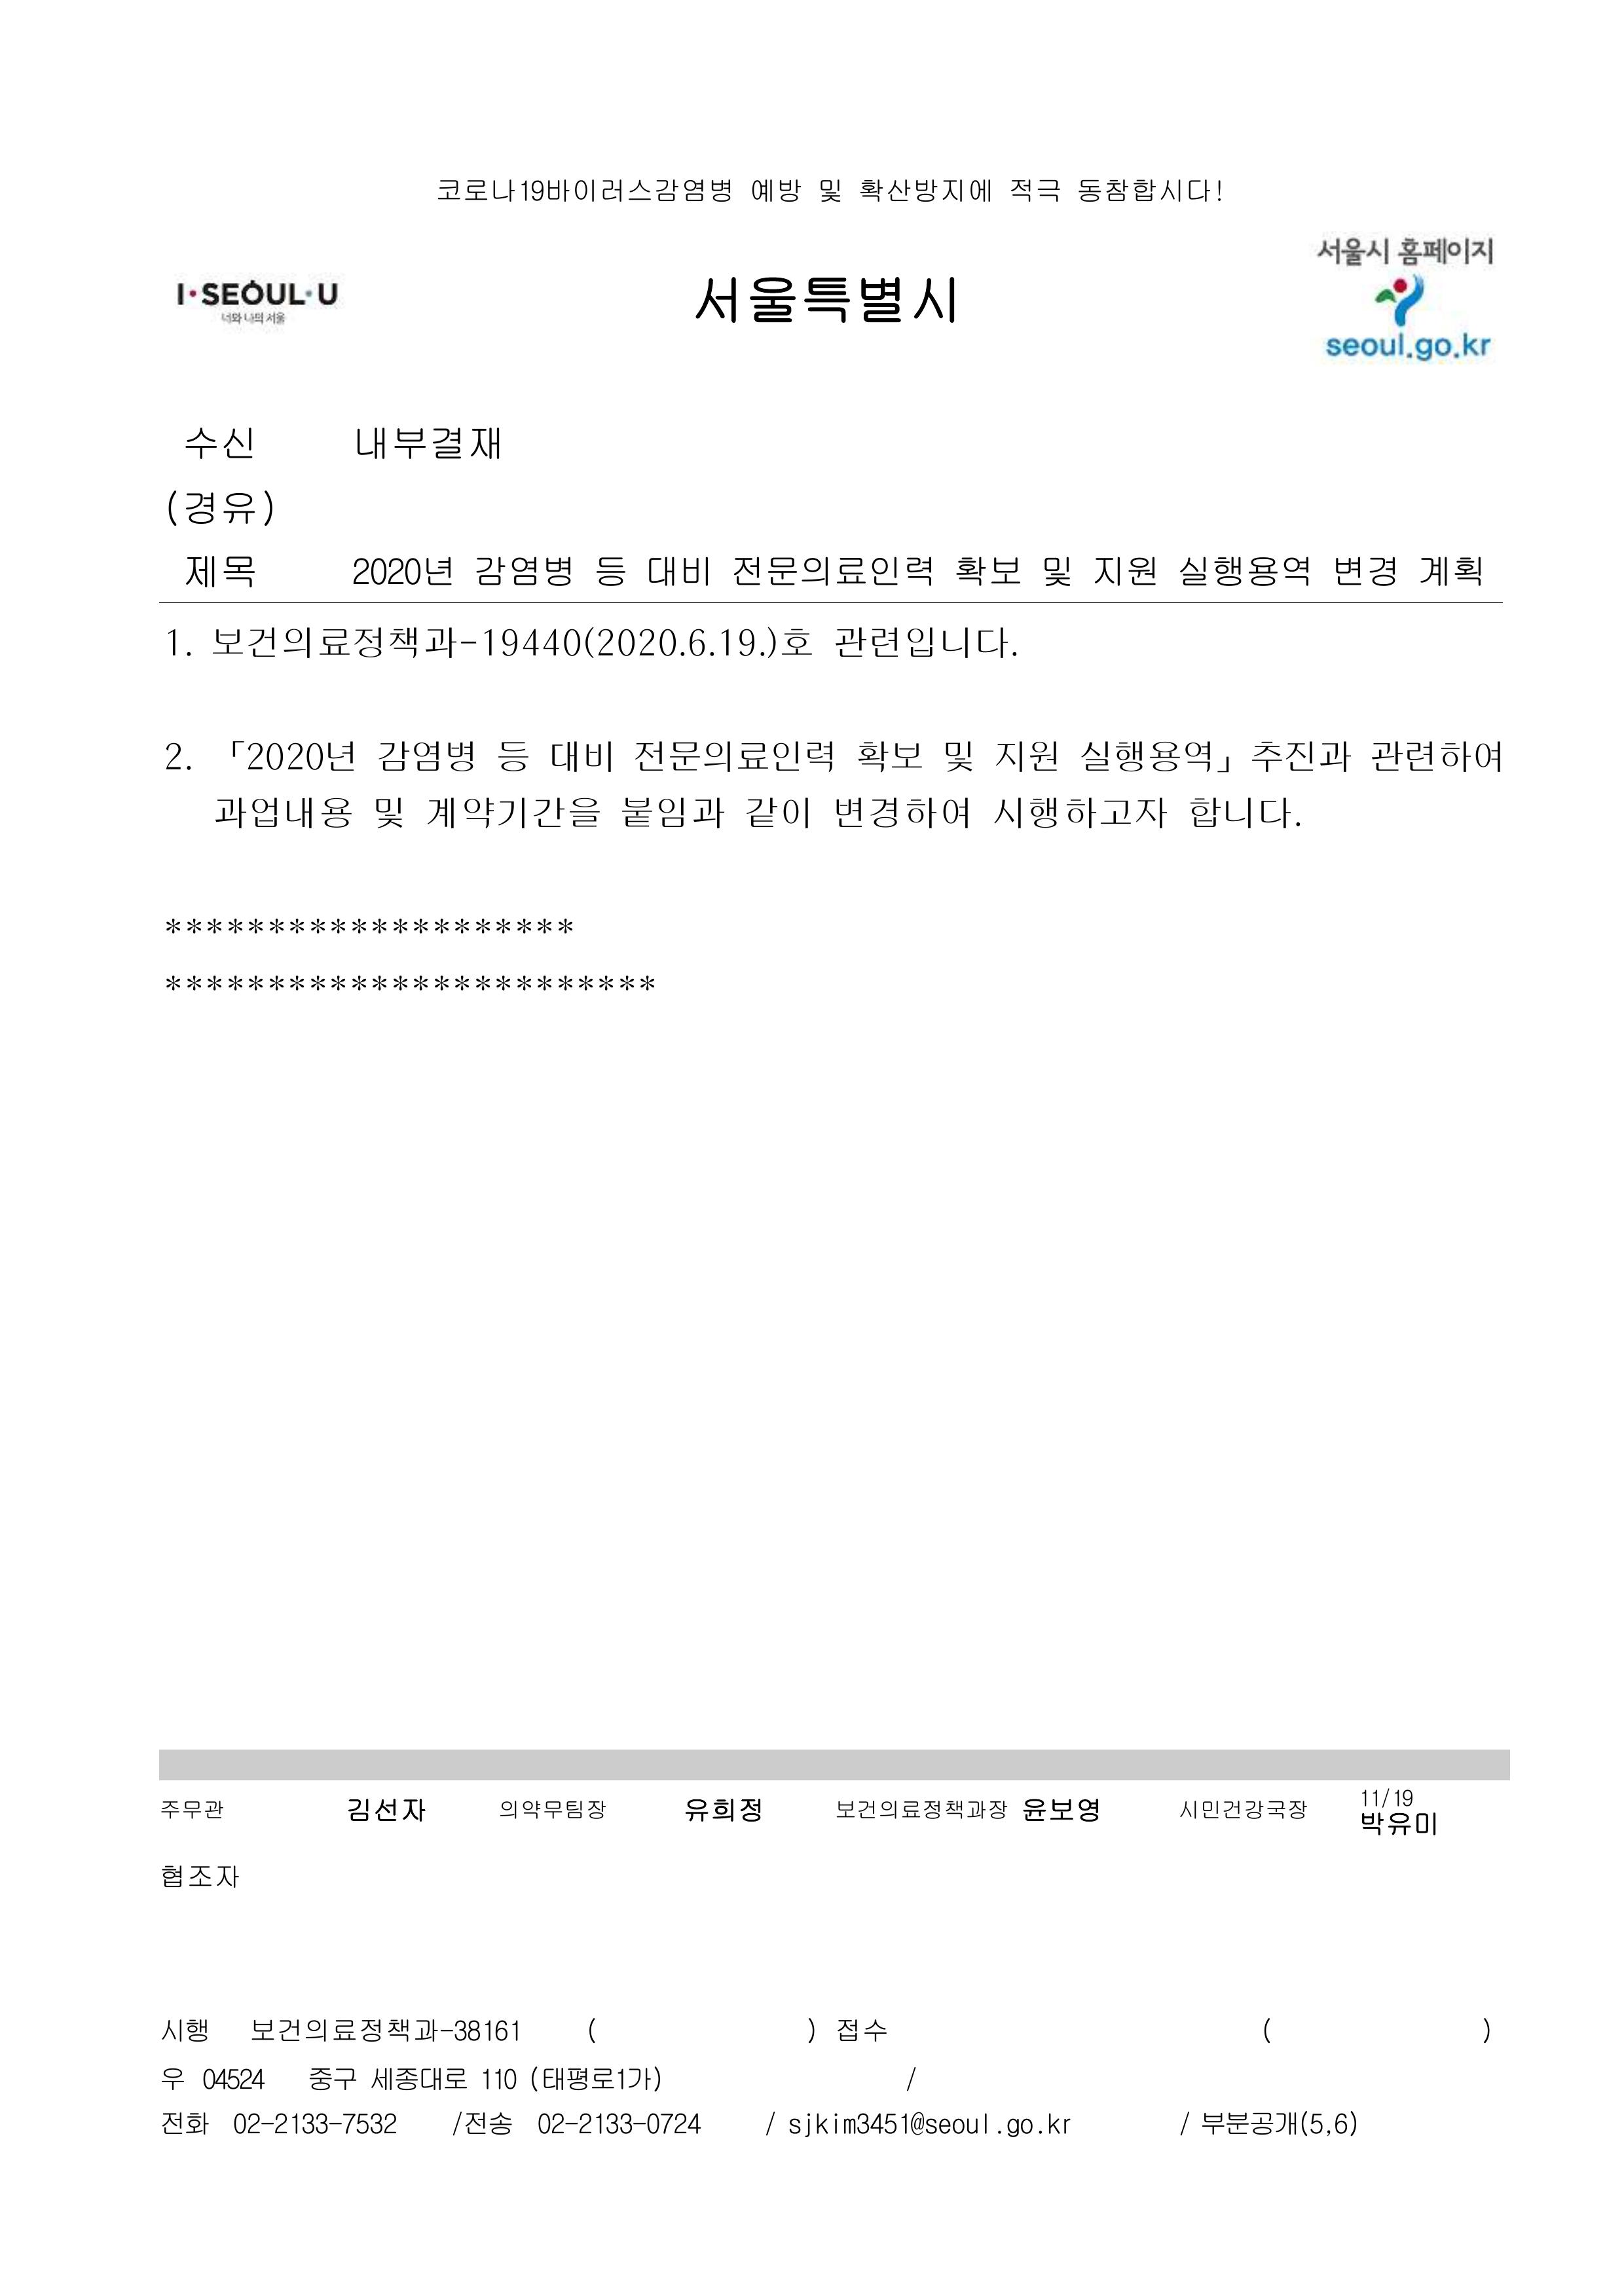 코로나19바이러스감염병 예방 및 확산방지에 적극 동참합시다!
I·SEOUL·U
너와 나의 서울
서울특별시
서울시 홈페이지
seoul.go.kr
수신 내부결재
(경유)
제목 2020년 감염병 등 대비 전문의료인력 확보 및 지원 실행용역 변경 계획
1. 보건의료정책과-19440(2020.6.19.)호 관련입니다.
2. 「2020년 감염병 등 대비 전문의료인력 확보 및 지원 실행용역」추진과 관련하여
과업내용 및 계약기간을 붙임과 같이 변경하여 시행하고자 합니다.
********************
************************
주무관 김선자 의약무팀장 유희정 보건의료정책과장 윤보영 시민건강국장 11/19 박유미
협조자
시행 보건의료정책과-38161 ( ) 접수 ( )
우 04524 중구 세종대로 110 (태평로1가) /
전화 02-2133-7532 /전송 02-2133-0724 / sjkim3451@seoul.go.kr / 부분공개(5,6)